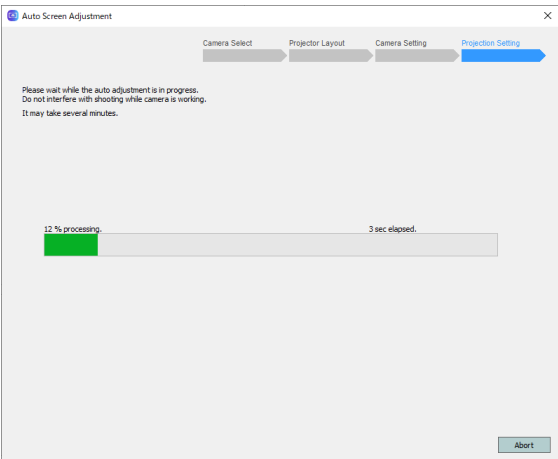 Auto Screen Adjustment
Camera Select
Projector Layout
Camera Setting
Projection Setting
Please wait while the auto adjustment is in progress.
Do not interfere with shooting while camera is working.
It may take several minutes.
12 % processing.
3 sec elapsed.
Abort